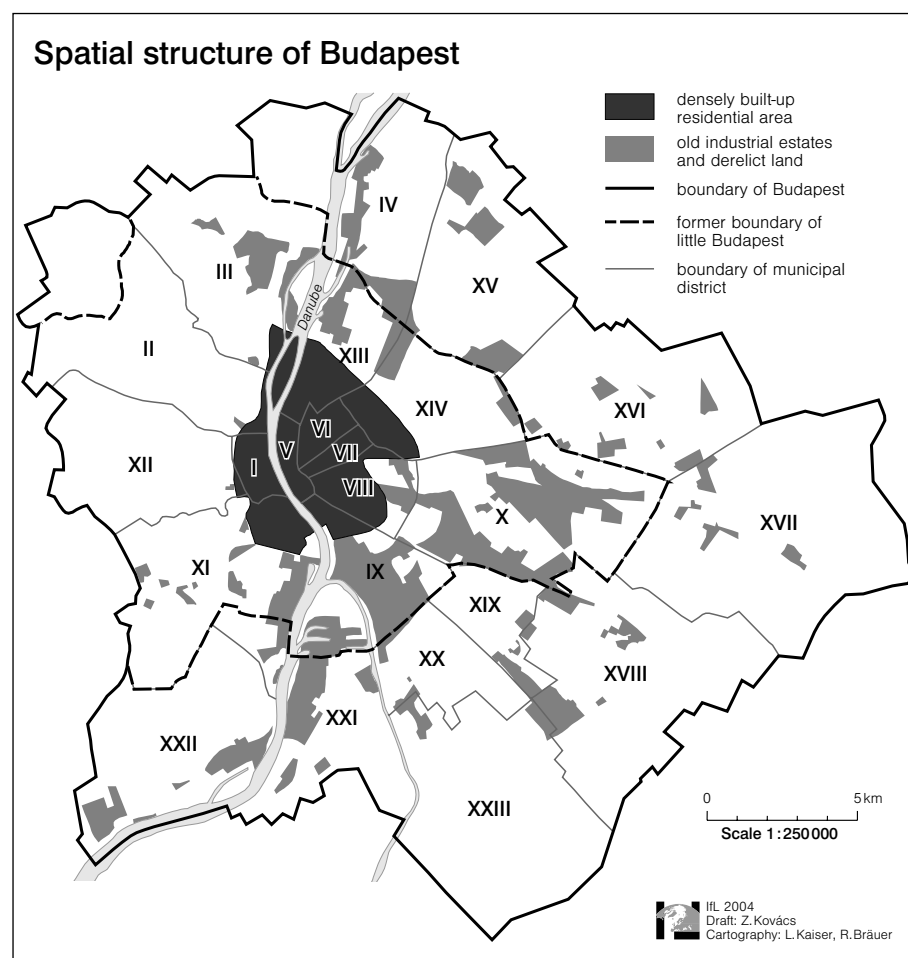 Spatial structure of Budapest
densely built-up
residential area
old industrial estates
and derelict land
boundary of Budapest
former boundary of
little Budapest
boundary of municipal
district
IV
III
XV
Danube
II
XIII
XIV
XVI
VI
V
VII
XII
I
VIII
X
XVII
XI
IX
XIX
XX
XVIII
XXI
XXII
XXIII
0 5 km
Scale 1 : 250 000
IfL 2004
Draft: Z. Kovács
Cartography: L. Kaiser, R. Bräuer